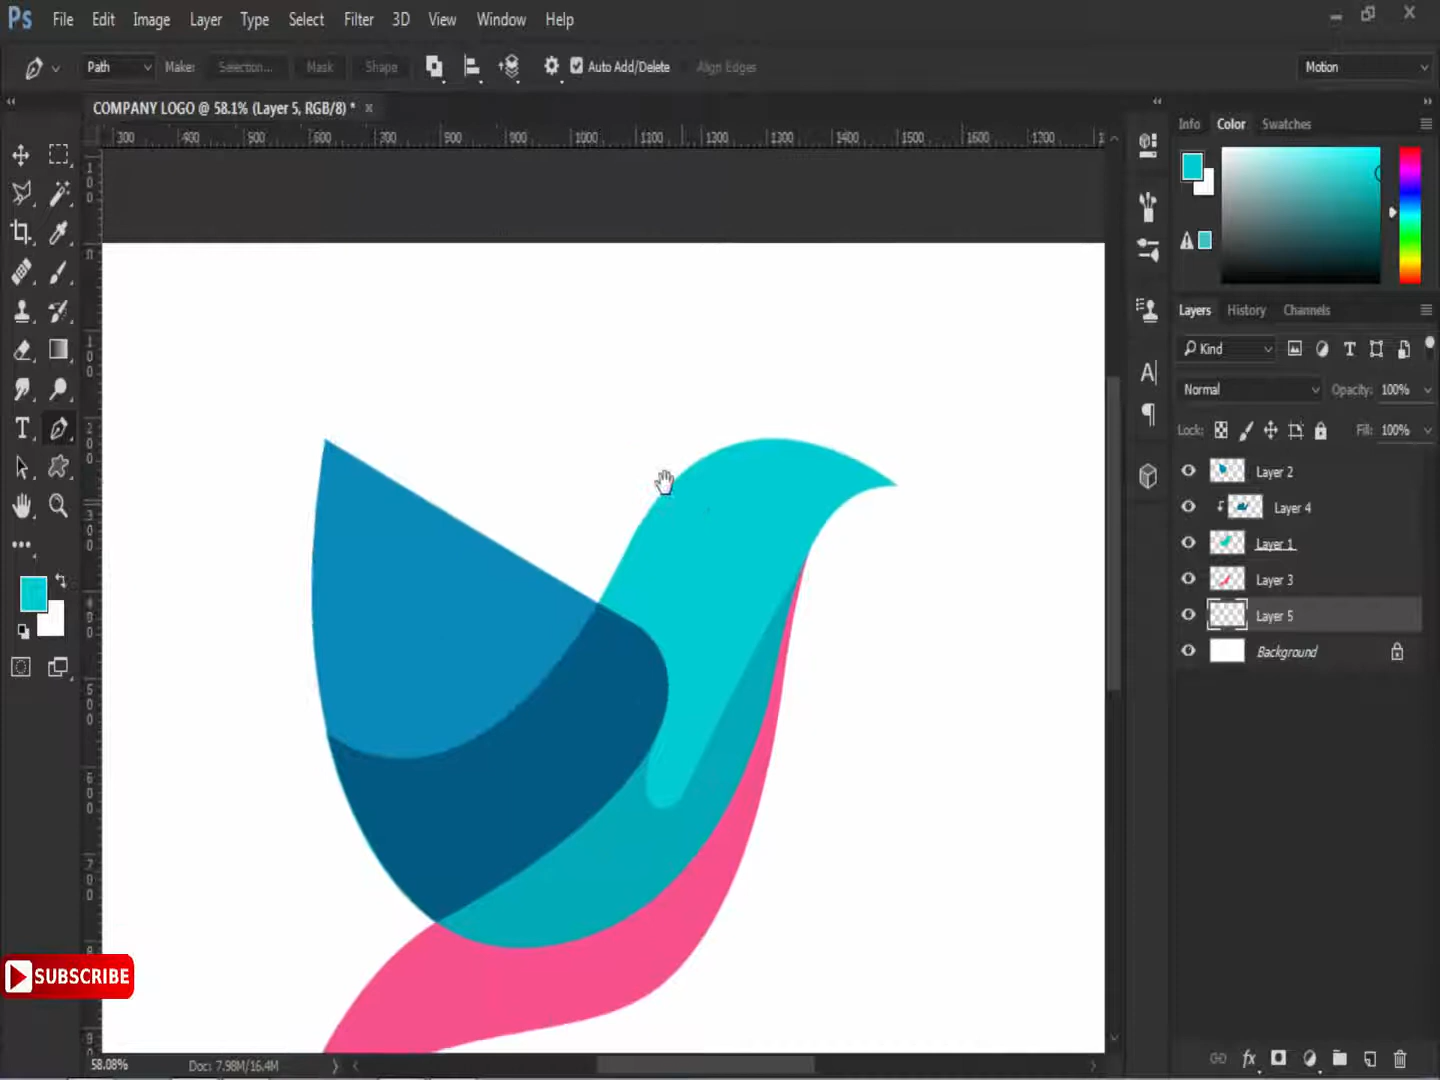 Ps File Edit Image Layer Type Select Filter 3D View Window Help
Path Make: Selection... Mask Shape Auto Add/Delete Align Edges Motion
COMPANY LOGO @ 58.1% (Layer 5, RGB/8) * ×
300 400 500 600 700 800 900 1000 1100 1200 1300 1400 1500 1600 1700
Info Color Swatches
Layers History Channels
Kind
Normal Opacity: 100%
Lock: Fill: 100%
Layer 2
Layer 4
Layer 1
Layer 3
Layer 5
Background
SUBSCRIBE
58.08% Doc: 7.98M/16.4M